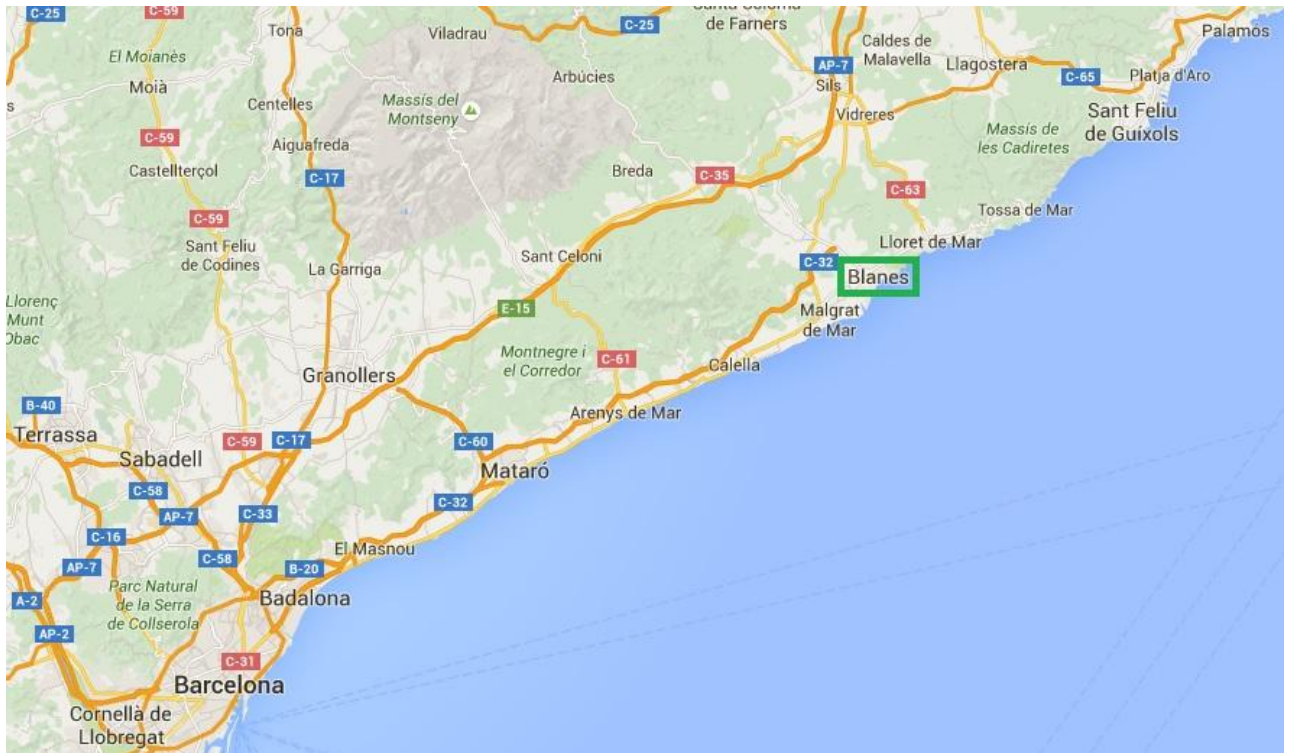 C-25
C-59
Tona
Viladrau
C-25
Santa Coloma
de Farners
Palamós
El Moianès
Caldes de
Malavella
Llagostera
AP-7
Sils
C-65
Platja d'Aro
Moià
Arbúcies
Centelles
Massís del
Montseny
Vidreres
Sant Feliu
de Guíxols
C-59
Aiguafreda
Massís de
les Cadiretes
Castellterçol
C-17
Breda
C-35
C-63
C-59
Tossa de Mar
Sant Feliu
de Codines
La Garriga
Sant Celoni
Lloret de Mar
C-32
Blanes
Llorenç
Munt
Obac
E-15
Malgrat
de Mar
Montnegre i
el Corredor
C-61
Calella
Granollers
B-40
Terrassa
Arenys de Mar
C-59
C-17
C-60
Sabadell
Mataró
C-58
C-32
AP-7
C-33
C-16
El Masnou
C-58
AP-7
B-20
Parc Natural
de la Serra
de Collserola
A-2
Badalona
AP-2
C-31
Barcelona
Cornellà de
Llobregat